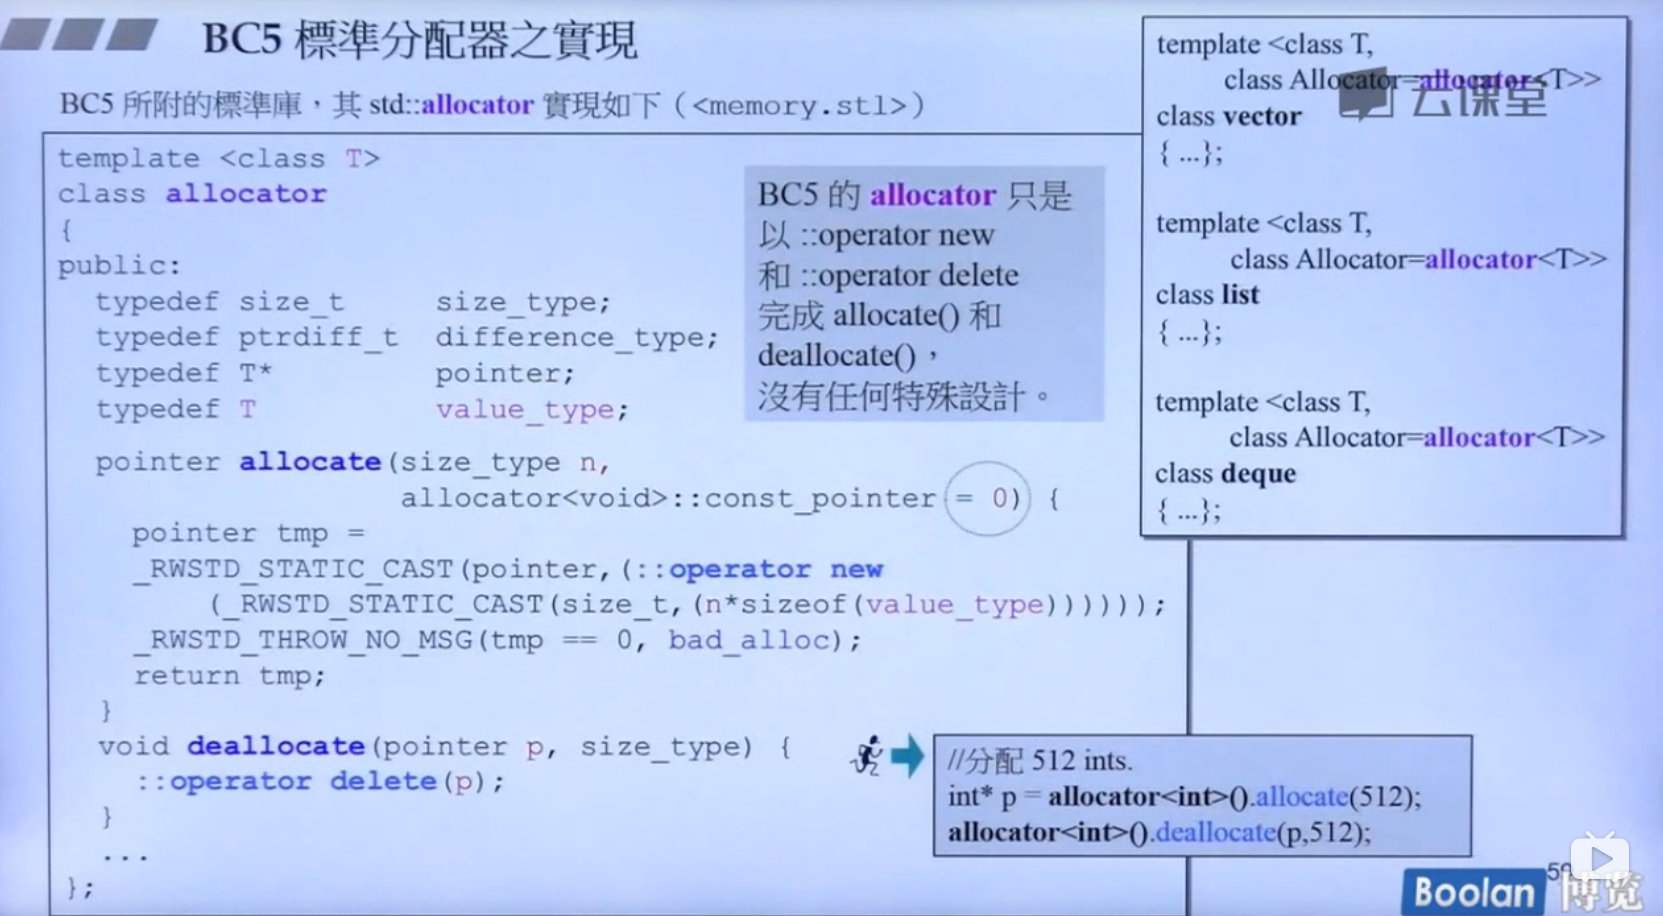 BC5 標準分配器之實現
BC5 所附的標準庫，其 std::allocator 實現如下（<memory.stl>）
template <class T>
class allocator
{
public:
typedef size_t size_type;
typedef ptrdiff_t difference_type;
typedef T* pointer;
typedef T value_type;
pointer allocate(size_type n,
allocator<void>::const_pointer = 0) {
pointer tmp =
_RWSTD_STATIC_CAST(pointer,(::operator new
(_RWSTD_STATIC_CAST(size_t,(n*sizeof(value_type))))));
_RWSTD_THROW_NO_MSG(tmp == 0, bad_alloc);
return tmp;
}
void deallocate(pointer p, size_type) {
::operator delete(p);
}
...
};
BC5 的 allocator 只是
以 ::operator new
和 ::operator delete
完成 allocate() 和
deallocate()，
沒有任何特殊設計。
template <class T,
class Allocator=allocator<T>>
class vector
{ ...};
template <class T,
class Allocator=allocator<T>>
class list
{ ...};
template <class T,
class Allocator=allocator<T>>
class deque
{ ...};
云课堂
//分配 512 ints.
int* p = allocator<int>().allocate(512);
allocator<int>().deallocate(p,512);
Boolan 博览